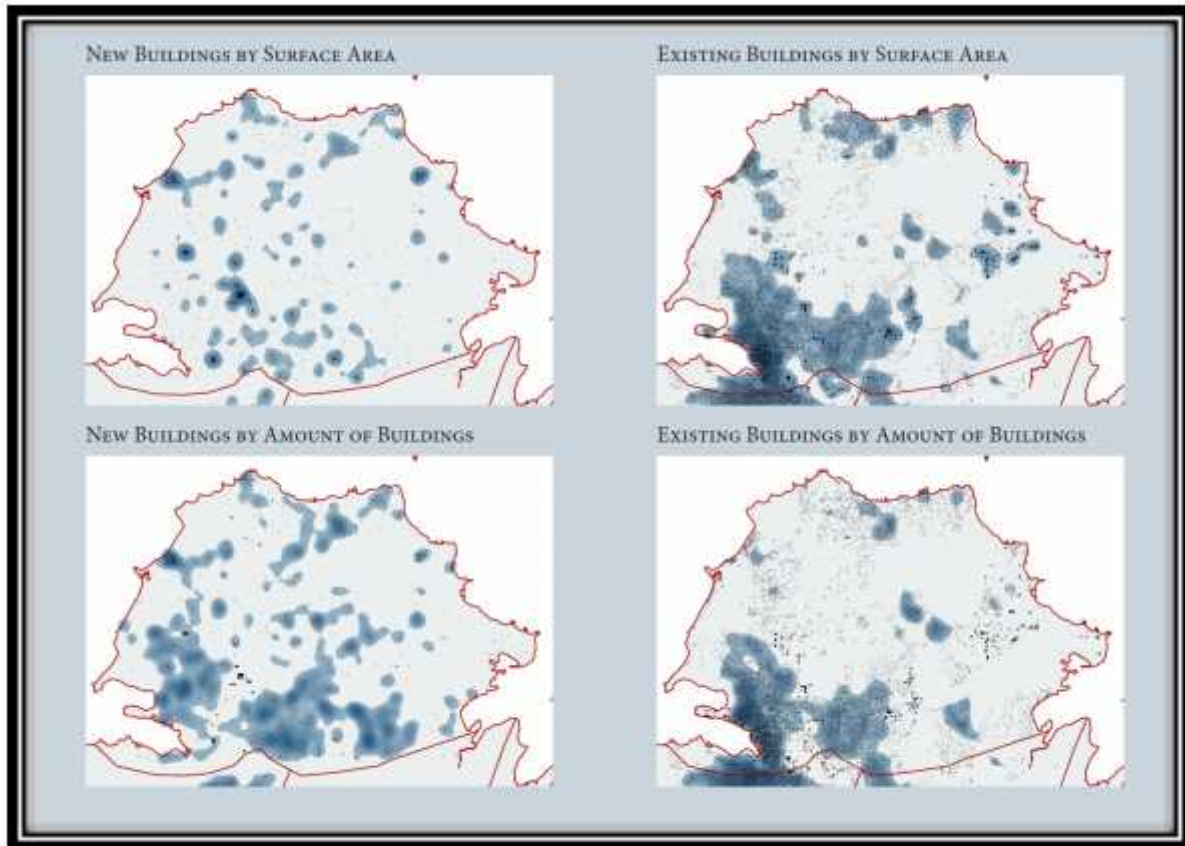 New Buildings by Surface Area
Existing Buildings by Surface Area
New Buildings by Amount of Buildings
Existing Buildings by Amount of Buildings